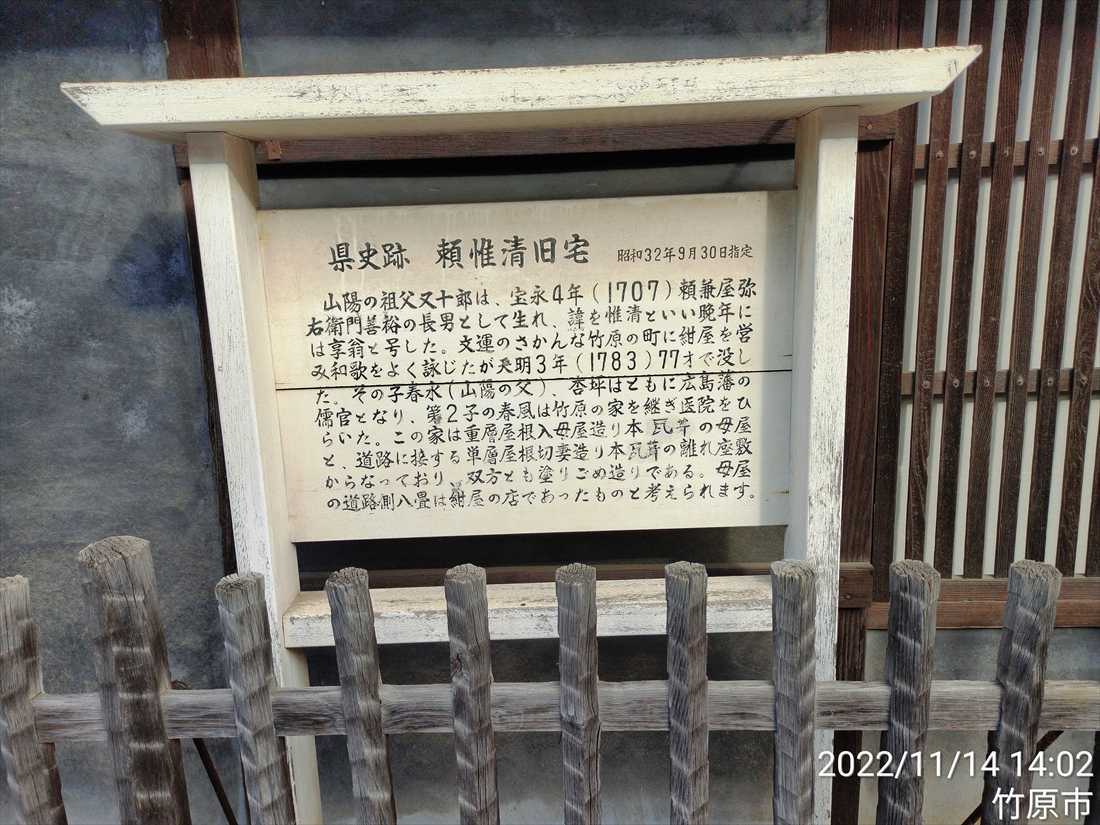 県史跡 頼惟清旧宅 昭和32年9月30日指定
山陽の祖父又十郎は、宝永4年(1707)頼兼屋弥
右衛門善裕の長男として生れ、諱を惟清といい晩年に
は享翁と号した。文運のさかんな竹原の町に紺屋を営
み和歌をよく詠じたが天明3年(1783)77才で没し
た。その子春水(山陽の父)、杏坪はともに広島藩の
儒官となり、第2子の春風は竹原の家を継ぎ医院をひ
らいた。この家は重層屋根入母屋造り本瓦葺の母屋
と、道路に接する単層屋根切妻造り本瓦葺の離れ座敷
からなっており、双方とも塗りごめ造りである。母屋
の道路側八畳は紺屋の店であったものと考えられます。
2022/11/14 14:02
竹原市